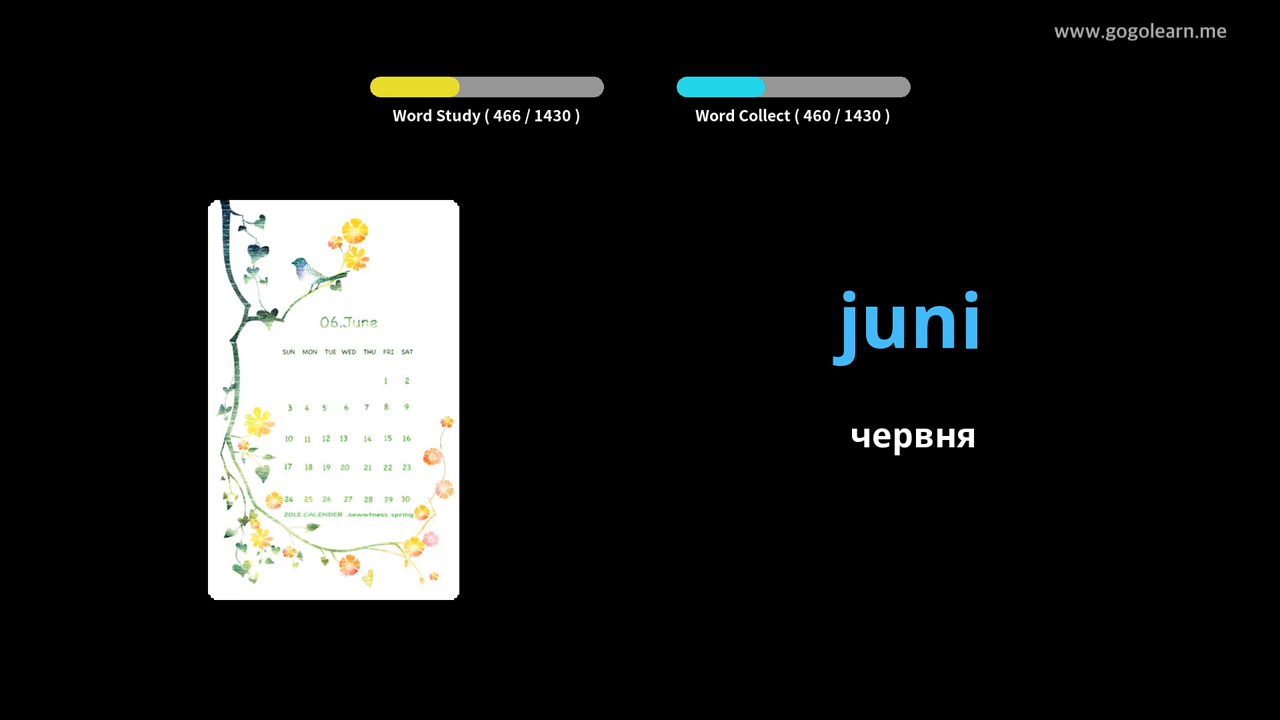 www.gogolearn.me
Word Study ( 466 / 1430 )
Word Collect ( 460 / 1430 )
06.June
SUN MON TUE WED THU FRI SAT
1 2
3 4 5 6 7 8 9
10 11 12 13 14 15 16
17 18 19 20 21 22 23
24 25 26 27 28 29 30
2012.CALENDER .sewwtness spring
juni
червня